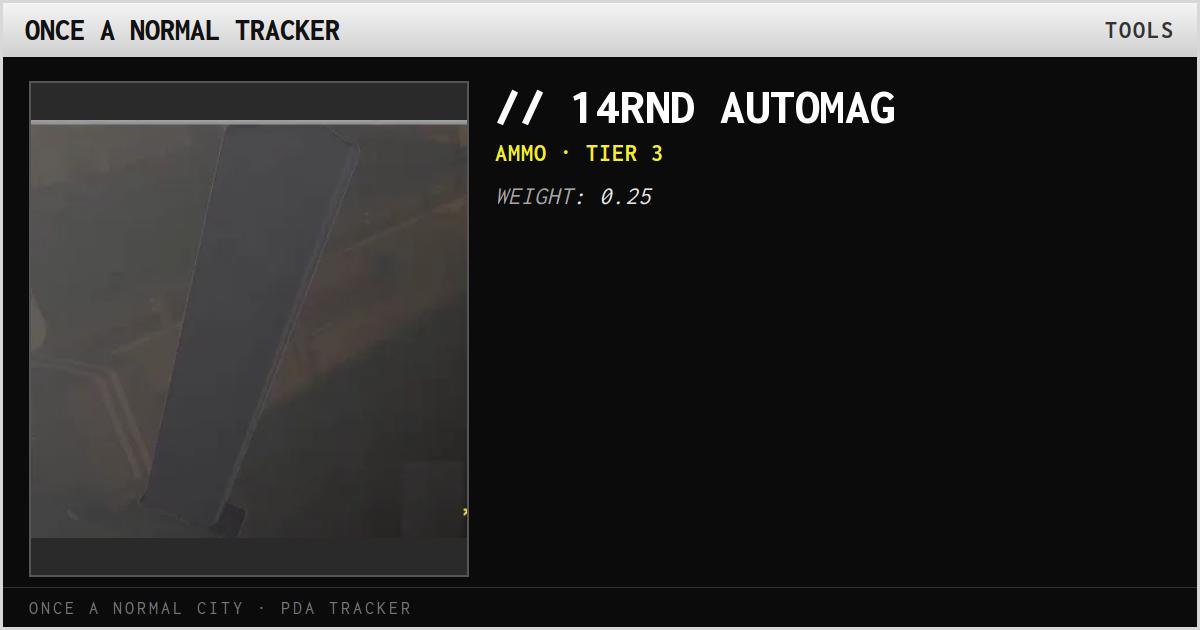 ONCE A NORMAL TRACKER
TOOLS
// 14RND AUTOMAG
AMMO · TIER 3
WEIGHT: 0.25
ONCE A NORMAL CITY · PDA TRACKER